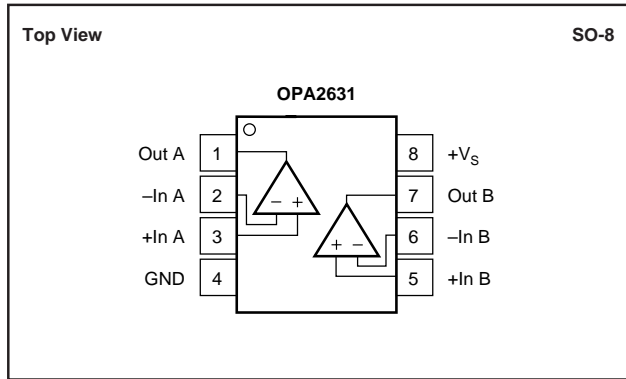 Top View
SO-8
OPA2631
Out A 1
–In A 2
+In A 3
GND 4
8 +VS
7 Out B
6 –In B
5 +In B
– +
+ –